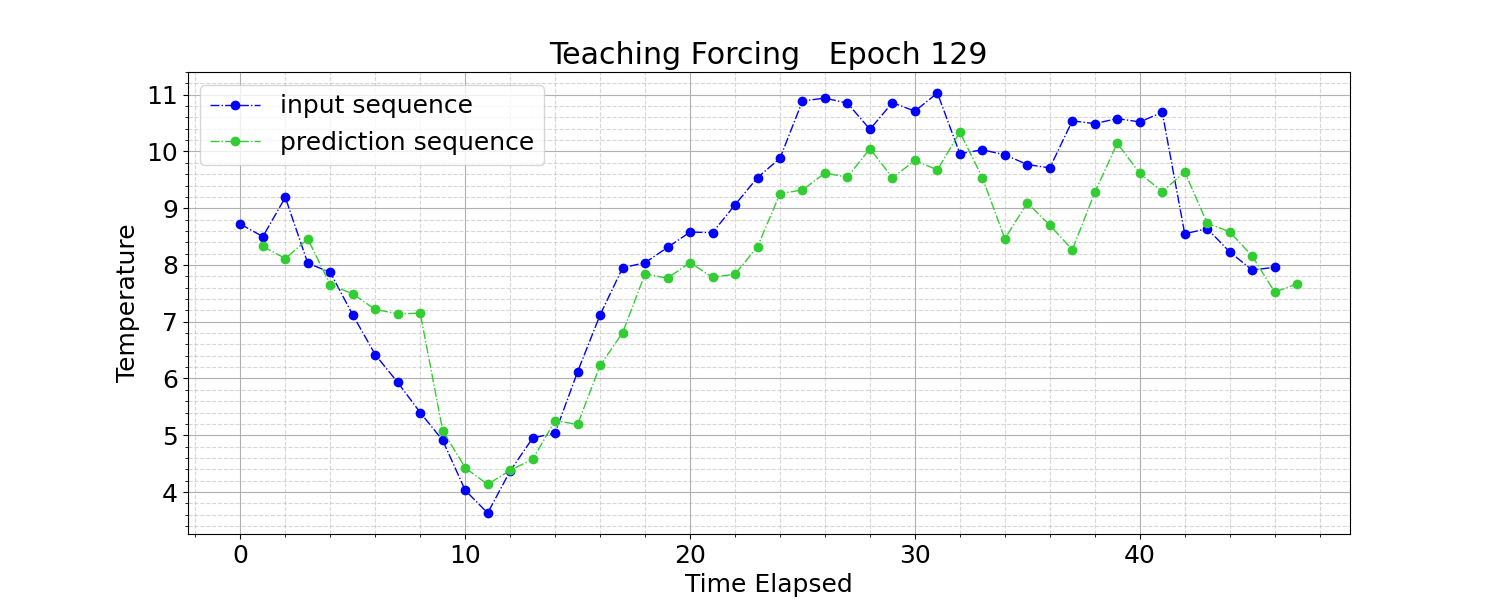 Teaching Forcing   Epoch 129
input sequence
prediction sequence
Temperature
11
10
9
8
7
6
5
4
0 10 20 30 40
Time Elapsed